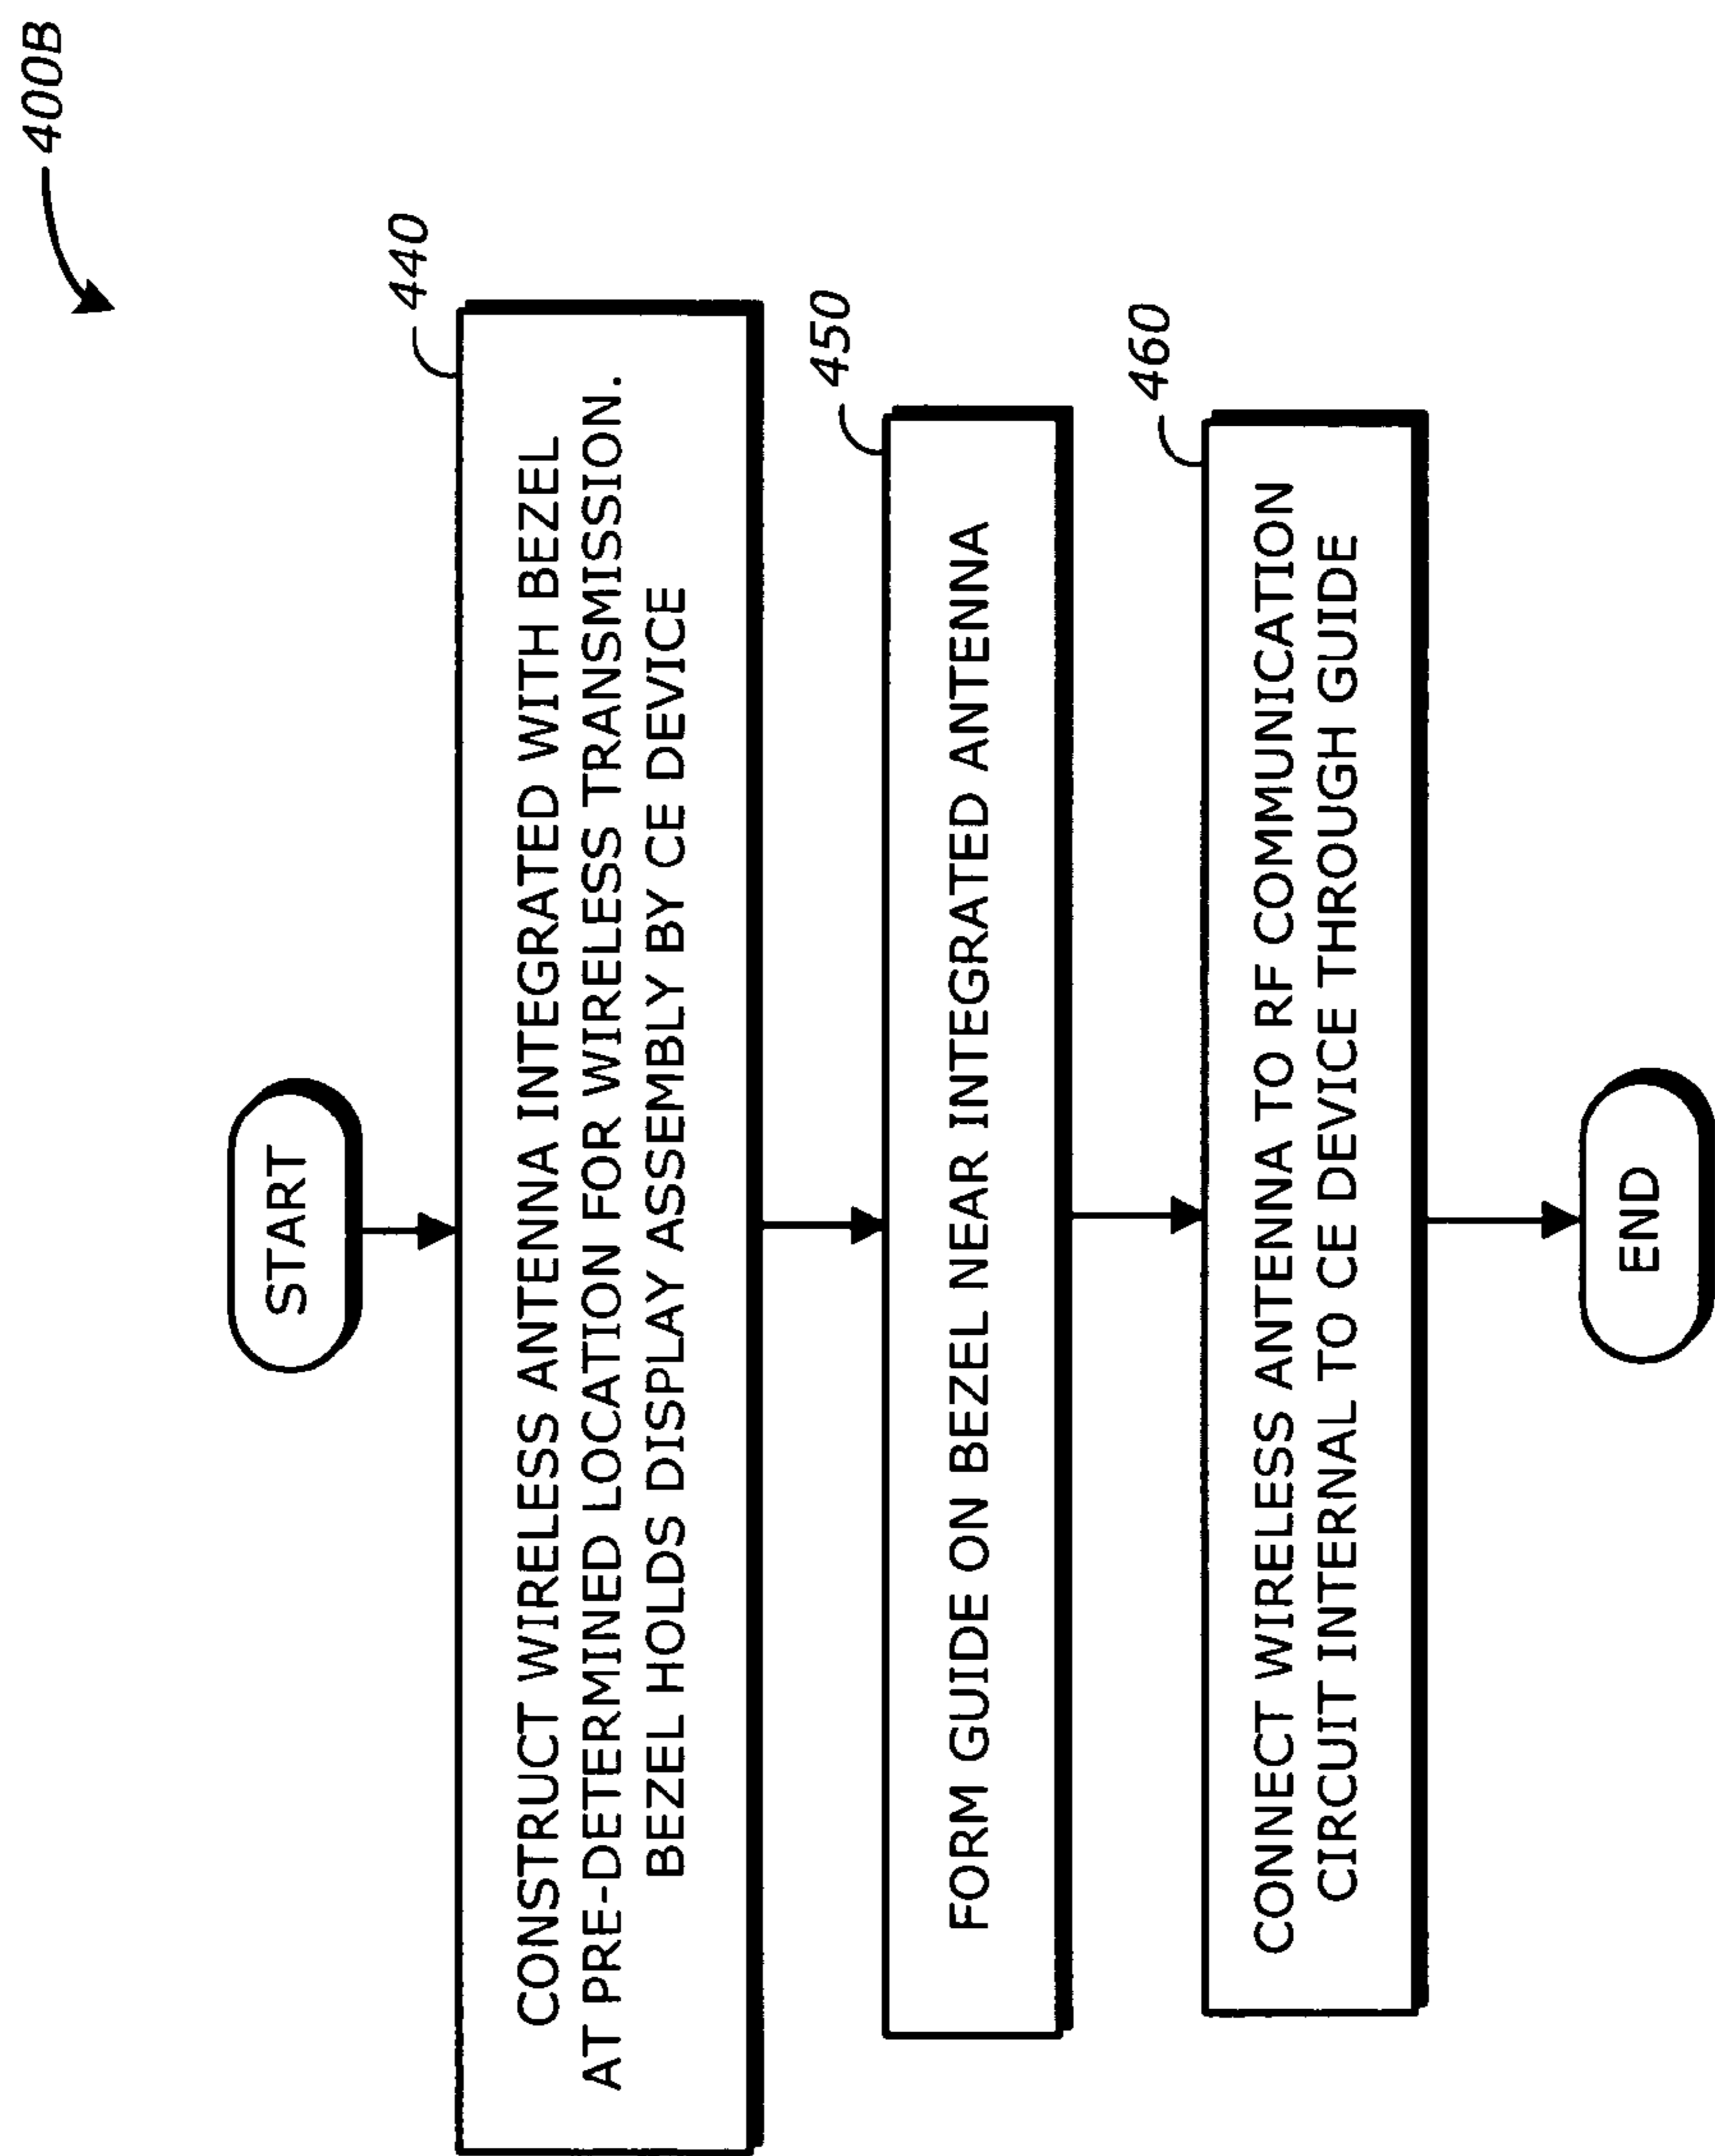 400B
START
440
CONSTRUCT WIRELESS ANTENNA INTEGRATED WITH BEZEL
AT PRE-DETERMINED LOCATION FOR WIRELESS TRANSMISSION.
BEZEL HOLDS DISPLAY ASSEMBLY BY CE DEVICE
450
FORM GUIDE ON BEZEL NEAR INTEGRATED ANTENNA
460
CONNECT WIRELESS ANTENNA TO RF COMMUNICATION
CIRCUIT INTERNAL TO CE DEVICE THROUGH GUIDE
END